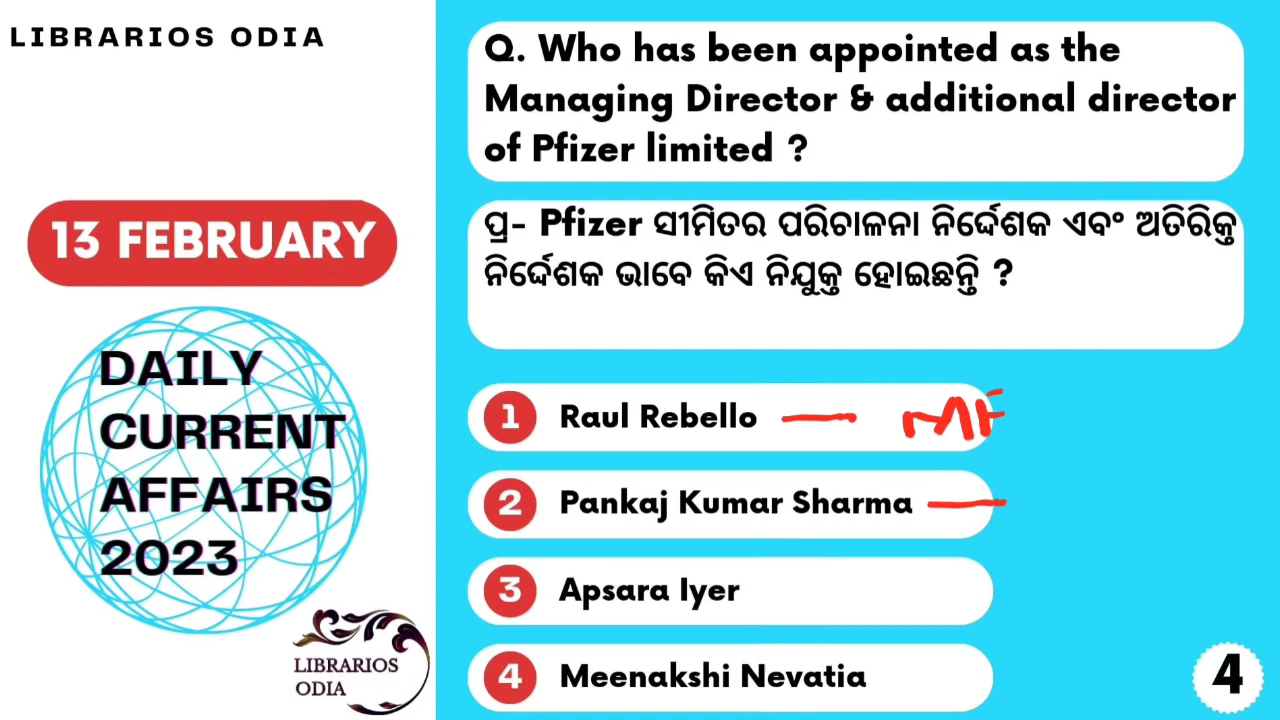 LIBRARIOS ODIA
13 FEBRUARY
DAILY
CURRENT
AFFAIRS
2023
LIBRARIOS
ODIA
Q. Who has been appointed as the
Managing Director & additional director
of Pfizer limited ?
ପ୍ର- Pfizer ସୀମିତର ପରିଚାଳନା ନିର୍ଦ୍ଦେଶକ ଏବଂ ଅତିରିକ୍ତ
ନିର୍ଦ୍ଦେଶକ ଭାବେ କିଏ ନିଯୁକ୍ତ ହୋଇଛନ୍ତି ?
1 Raul Rebello — MF
2 Pankaj Kumar Sharma —
3 Apsara Iyer
4 Meenakshi Nevatia
4